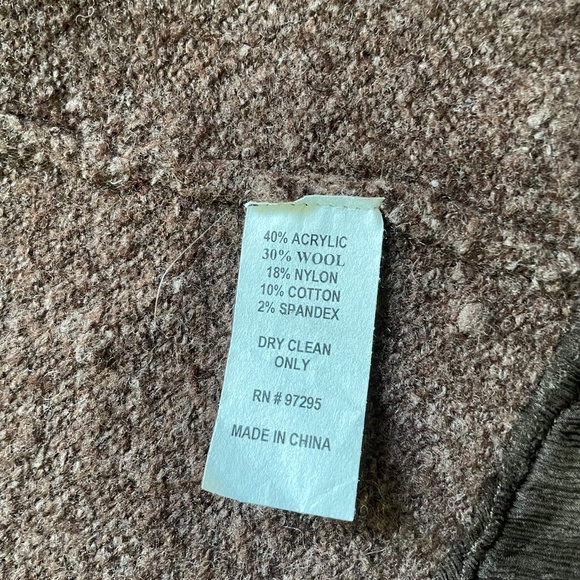 40% ACRYLIC
30% WOOL
18% NYLON
10% COTTON
2% SPANDEX
DRY CLEAN
ONLY
RN # 97295
MADE IN CHINA